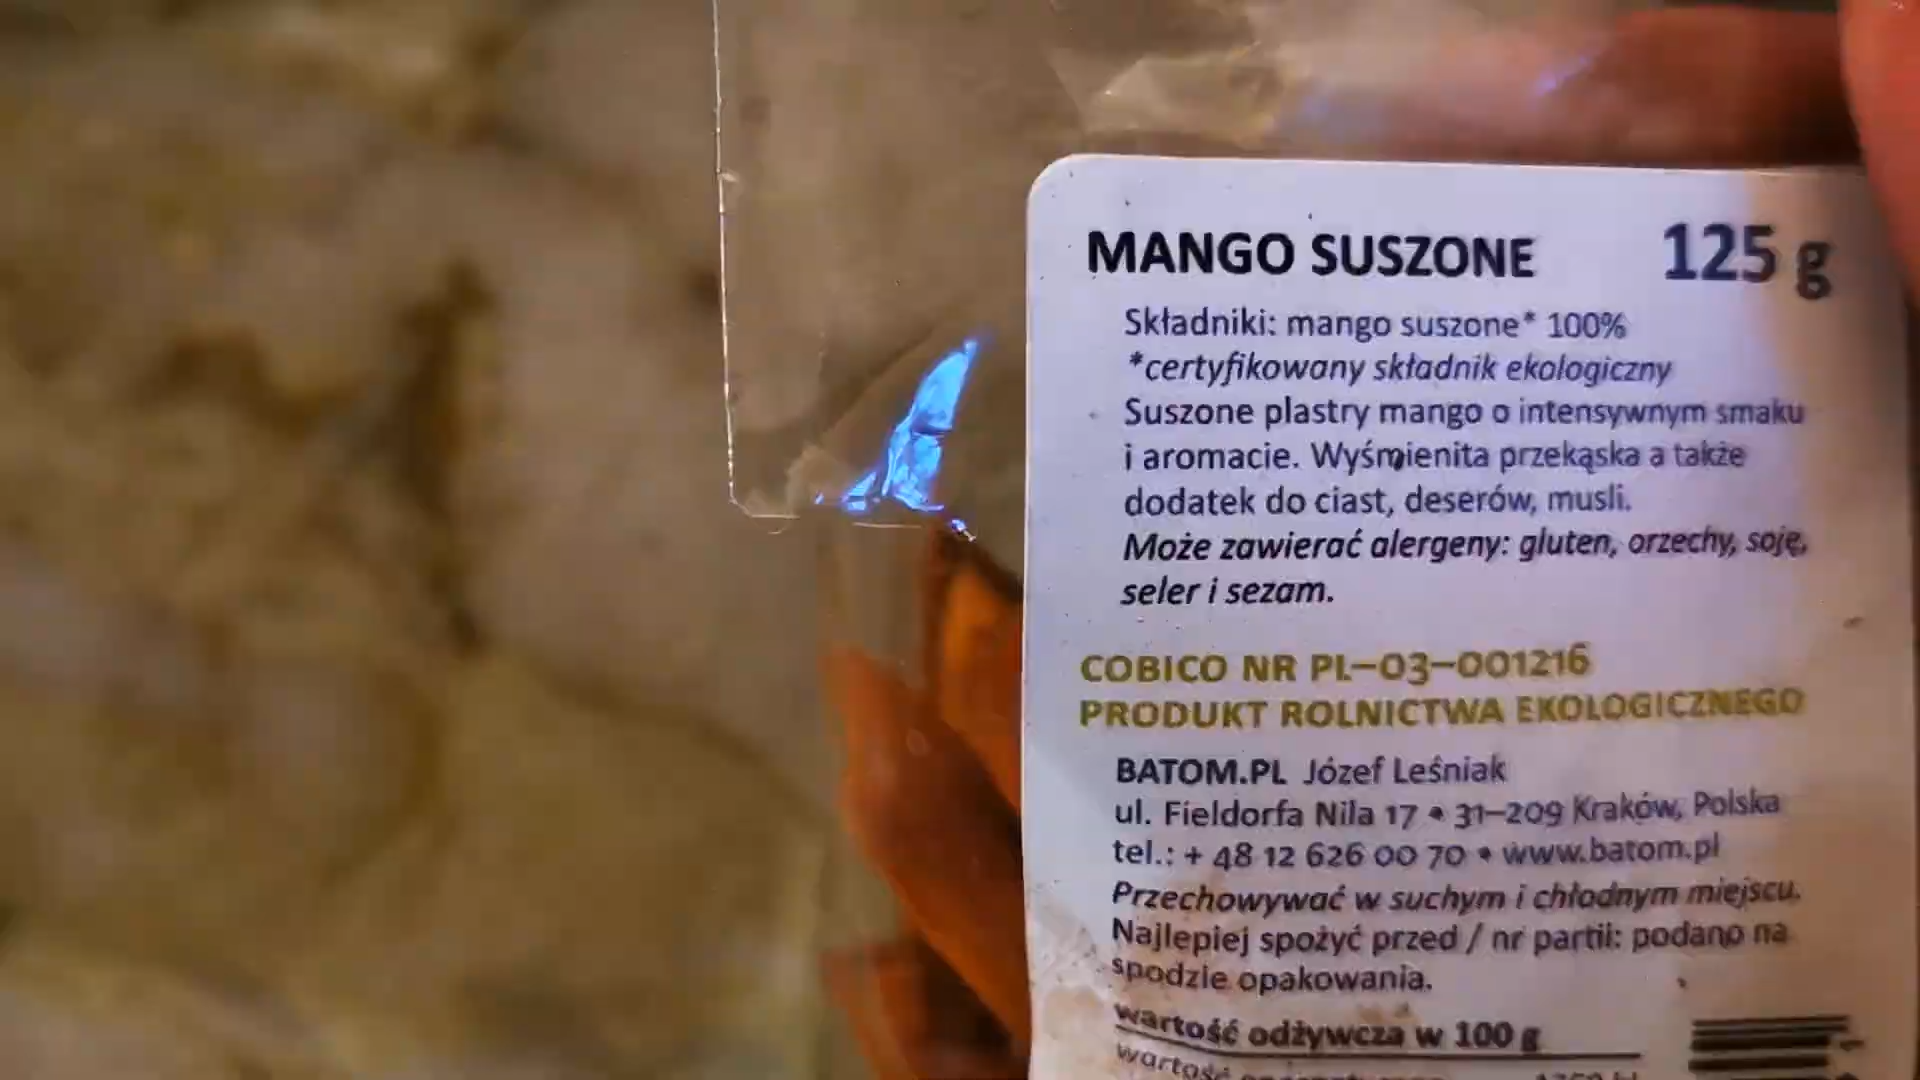 MANGO SUSZONE 125 g
Składniki: mango suszone* 100%
*certyfikowany składnik ekologiczny
Suszone plastry mango o intensywnym smaku
i aromacie. Wyśmienita przekąska a także
dodatek do ciast, deserów, musli.
Może zawierać alergeny: gluten, orzechy, soję,
seler i sezam.
COBICO NR PL–03–001216
PRODUKT ROLNICTWA EKOLOGICZNEGO
BATOM.PL Józef Leśniak
ul. Fieldorfa Nila 17 • 31–209 Kraków, Polska
tel.: + 48 12 626 00 70 • www.batom.pl
Przechowywać w suchym i chłodnym miejscu.
Najlepiej spożyć przed / nr partii: podano na
spodzie opakowania.
wartość odżywcza w 100 g
wartość